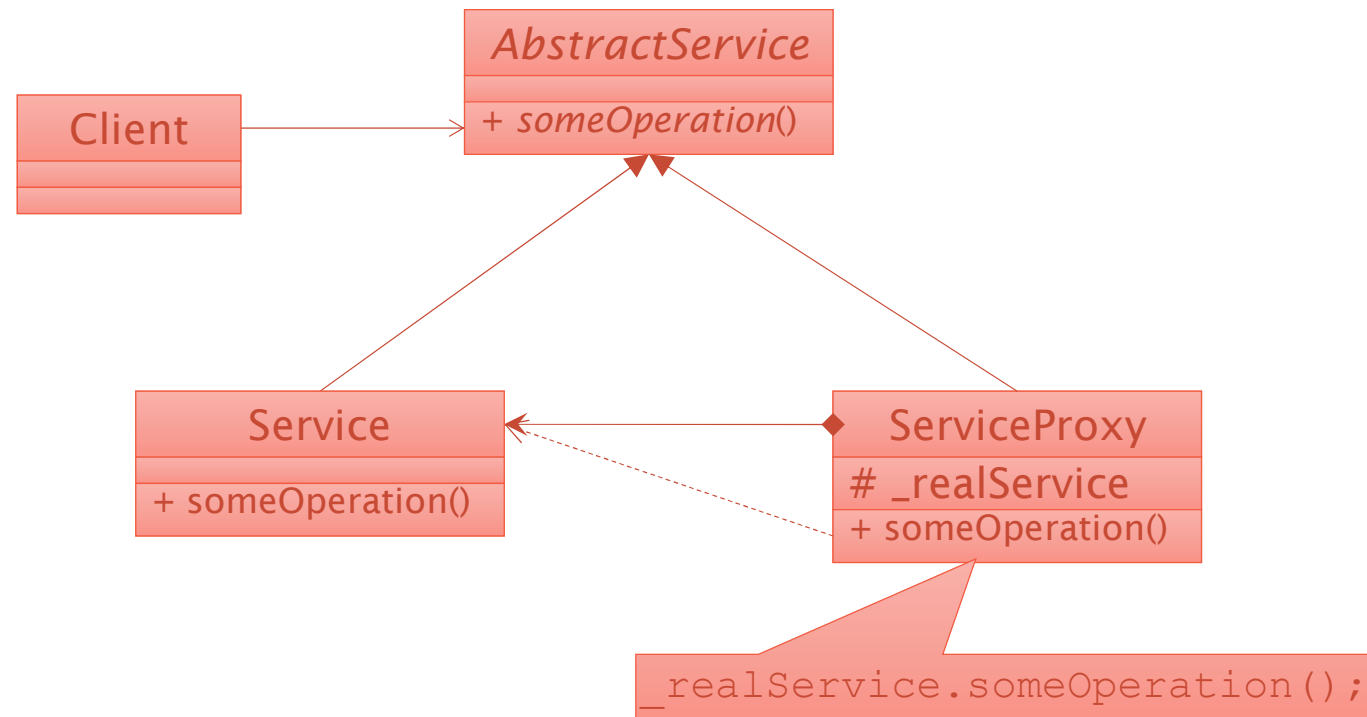 AbstractService
+ someOperation()
Client
Service
+ someOperation()
ServiceProxy
# _realService
+ someOperation()
_realService.someOperation();